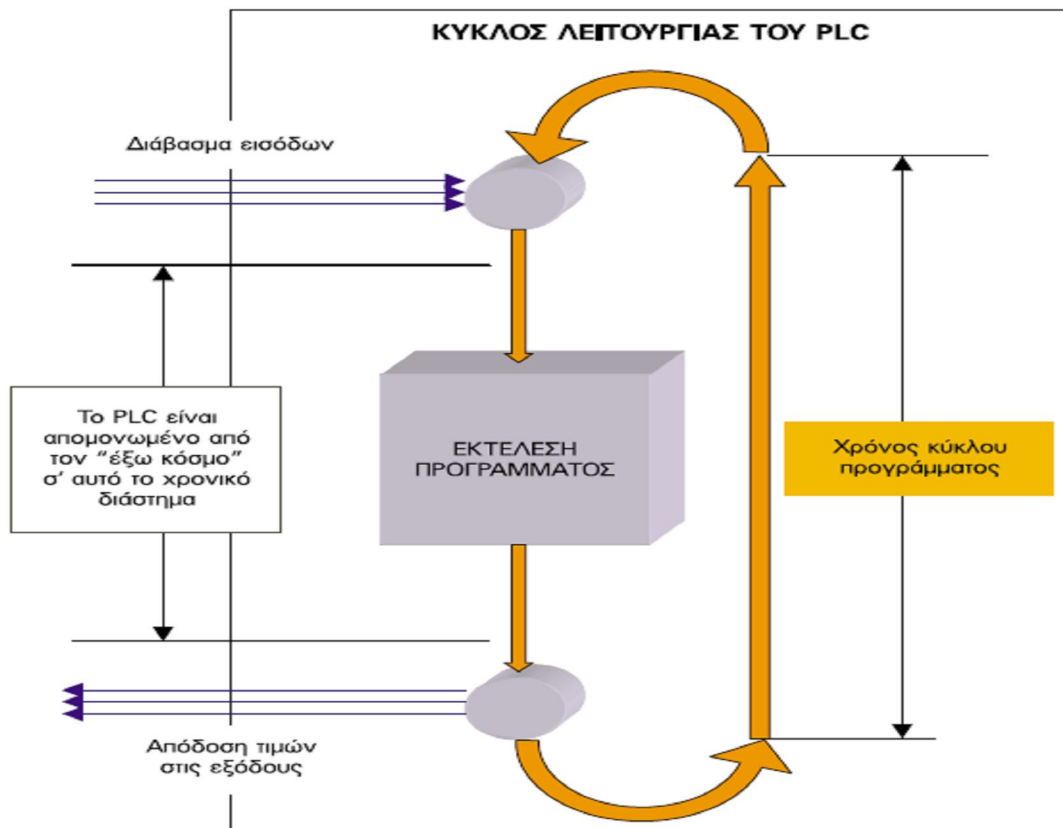 ΚΥΚΛΟΣ ΛΕΙΤΟΥΡΓΙΑΣ ΤΟΥ PLC
Διάβασμα εισόδων
Το PLC είναι
απομονωμένο από
τον “έξω κόσμο”
σ’ αυτό το χρονικό
διάστημα
ΕΚΤΕΛΕΣΗ
ΠΡΟΓΡΑΜΜΑΤΟΣ
Χρόνος κύκλου
προγράμματος
Απόδοση τιμών
στις εξόδους